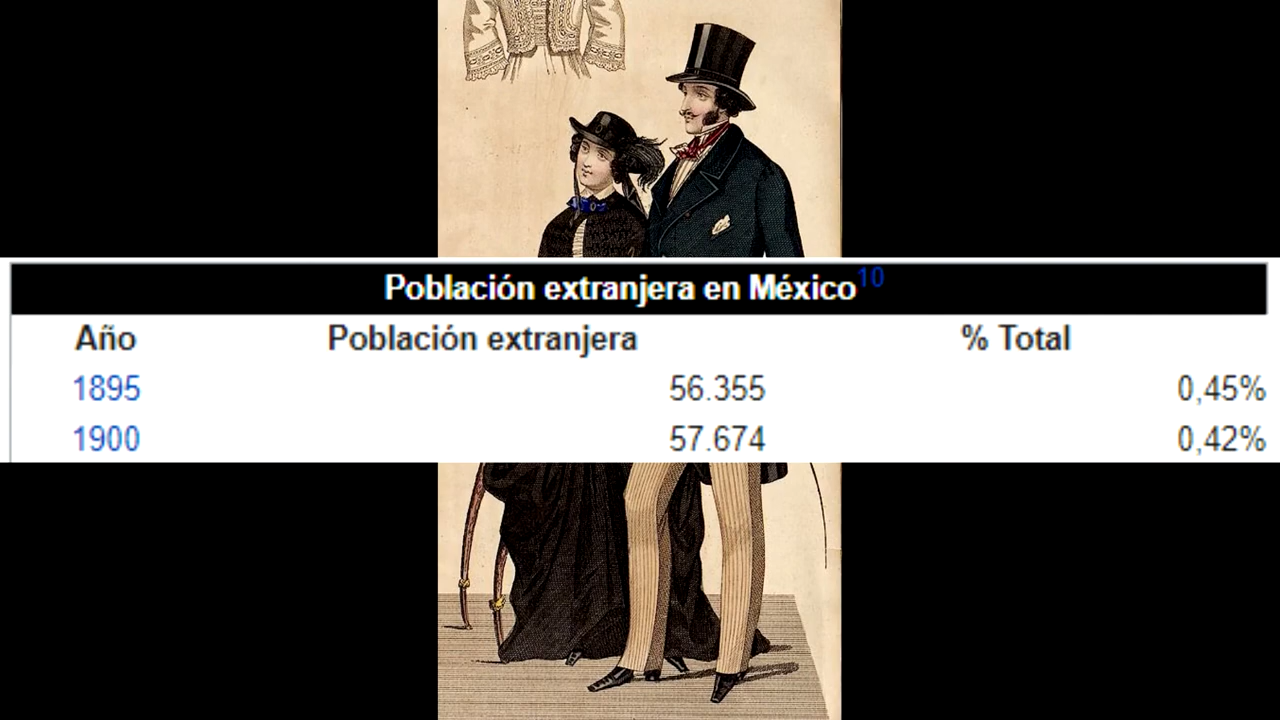 Población extranjera en México10
Año Población extranjera % Total
1895 56.355 0,45%
1900 57.674 0,42%